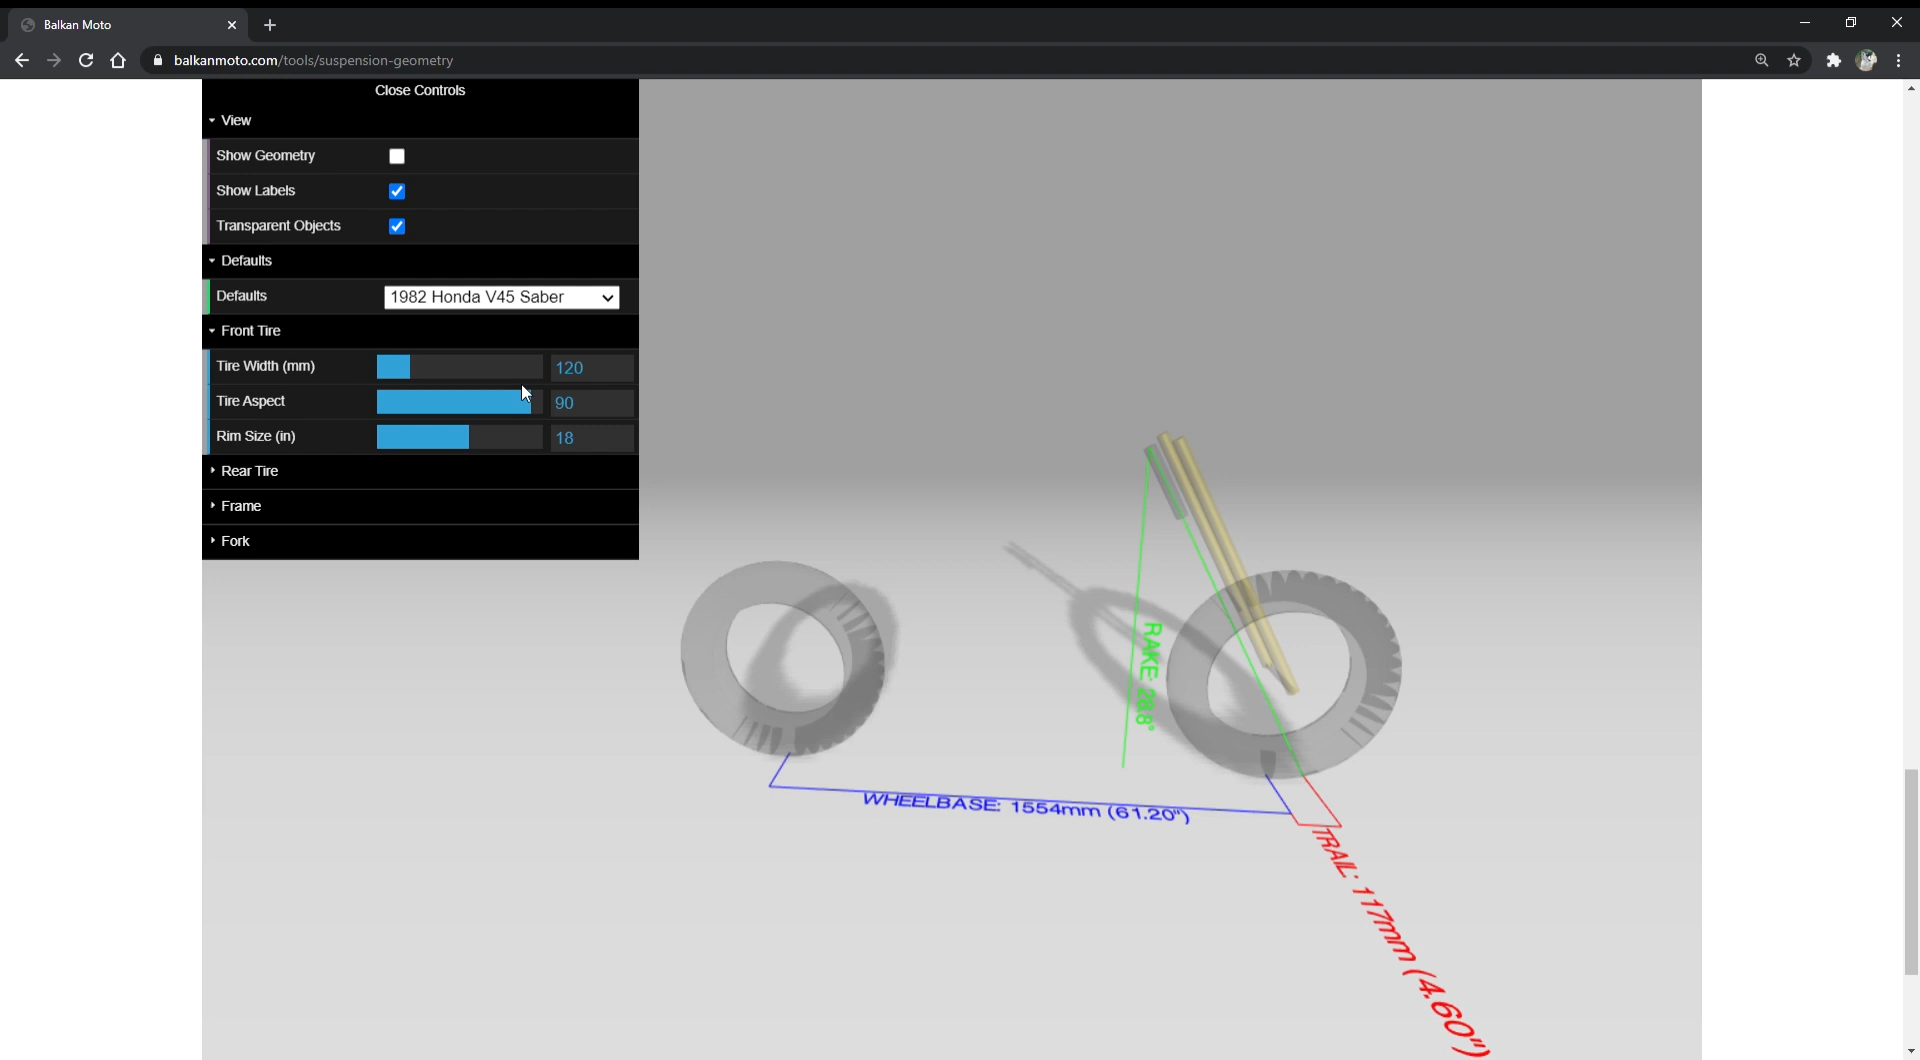 Balkan Moto
balkanmoto.com/tools/suspension-geometry
Close Controls
View
Show Geometry
Show Labels
Transparent Objects
Defaults
Defaults 1982 Honda V45 Saber
Front Tire
Tire Width (mm) 120
Tire Aspect 90
Rim Size (in) 18
Rear Tire
Frame
Fork
RAKE: 28.8°
WHEELBASE: 1554mm (61.20")
TRAIL: 117mm (4.60")